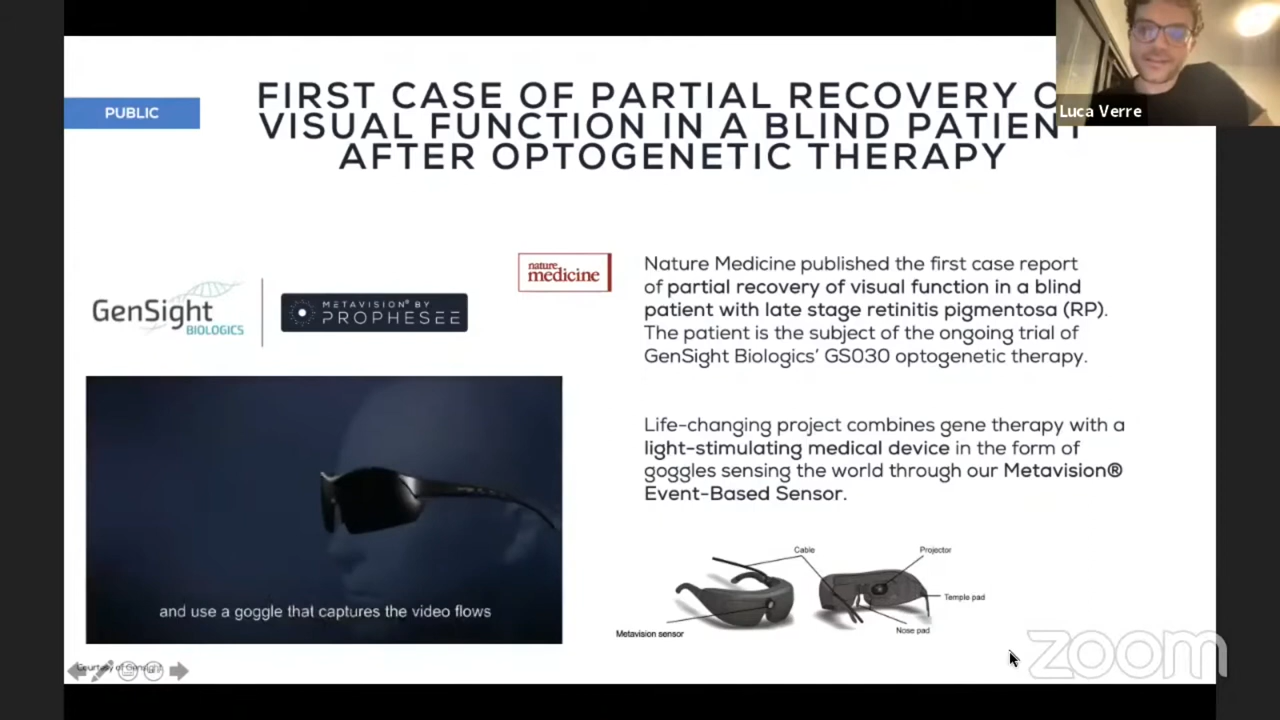 PUBLIC
FIRST CASE OF PARTIAL RECOVERY O
VISUAL FUNCTION IN A BLIND PATIENT
AFTER OPTOGENETIC THERAPY
Luca Verre
GenSight
BIOLOGICS
METAVISION® BY
PROPHESEE
nature
medicine
Nature Medicine published the first case report
of partial recovery of visual function in a blind
patient with late stage retinitis pigmentosa (RP).
The patient is the subject of the ongoing trial of
GenSight Biologics’ GS030 optogenetic therapy.
Life-changing project combines gene therapy with a
light-stimulating medical device in the form of
goggles sensing the world through our Metavision®
Event-Based Sensor.
and use a goggle that captures the video flows
Cable
Projector
Temple pad
Nose pad
Metavision sensor
Courtesy of Gensight
zoom